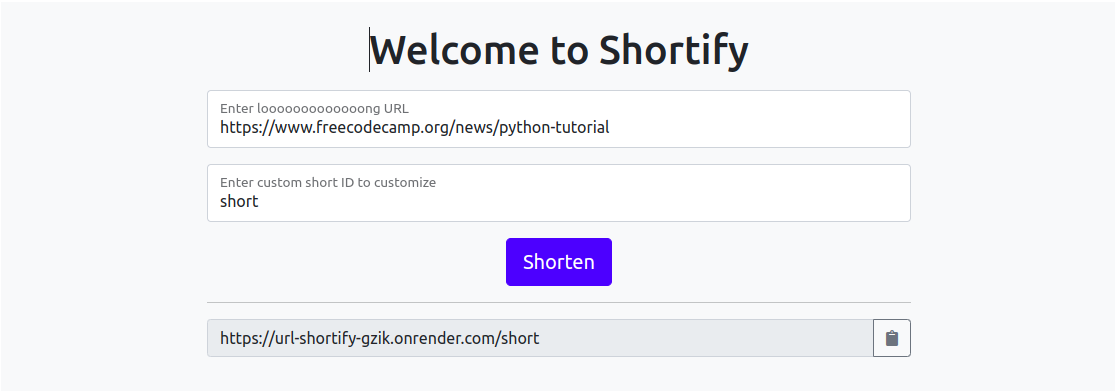 Welcome to Shortify
Enter looooooooooooong URL
https://www.freecodecamp.org/news/python-tutorial
Enter custom short ID to customize
short
Shorten
https://url-shortify-gzik.onrender.com/short